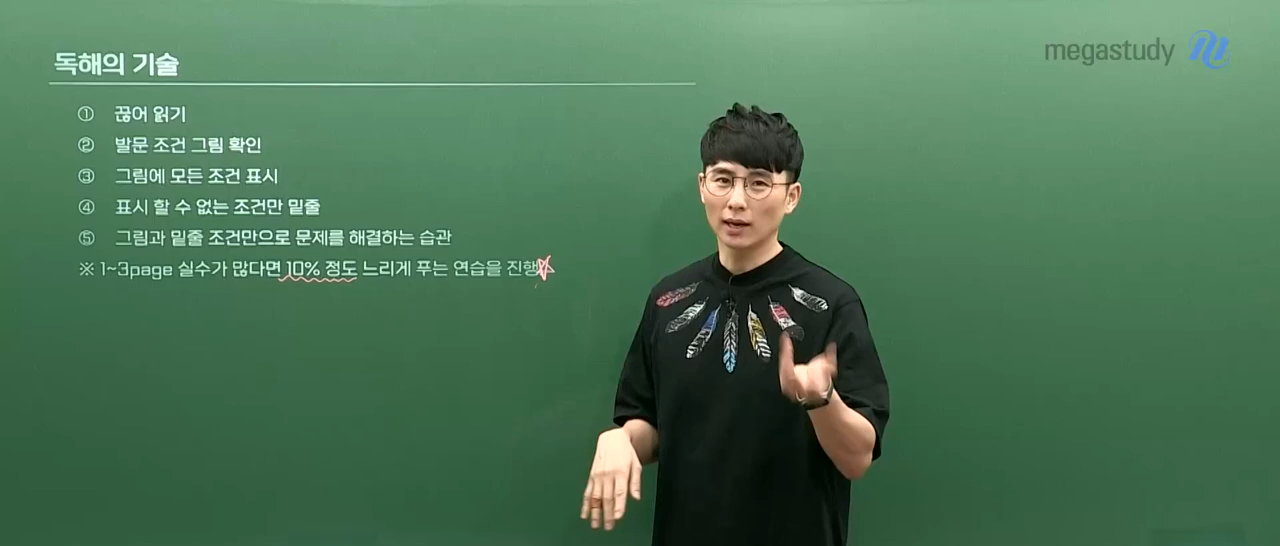 독해의 기술
megastudy
① 끊어 읽기
② 발문 조건 그림 확인
③ 그림에 모든 조건 표시
④ 표시 할 수 없는 조건만 밑줄
⑤ 그림과 밑줄 조건만으로 문제를 해결하는 습관
※ 1~3page 실수가 많다면 10% 정도 느리게 푸는 연습을 진행